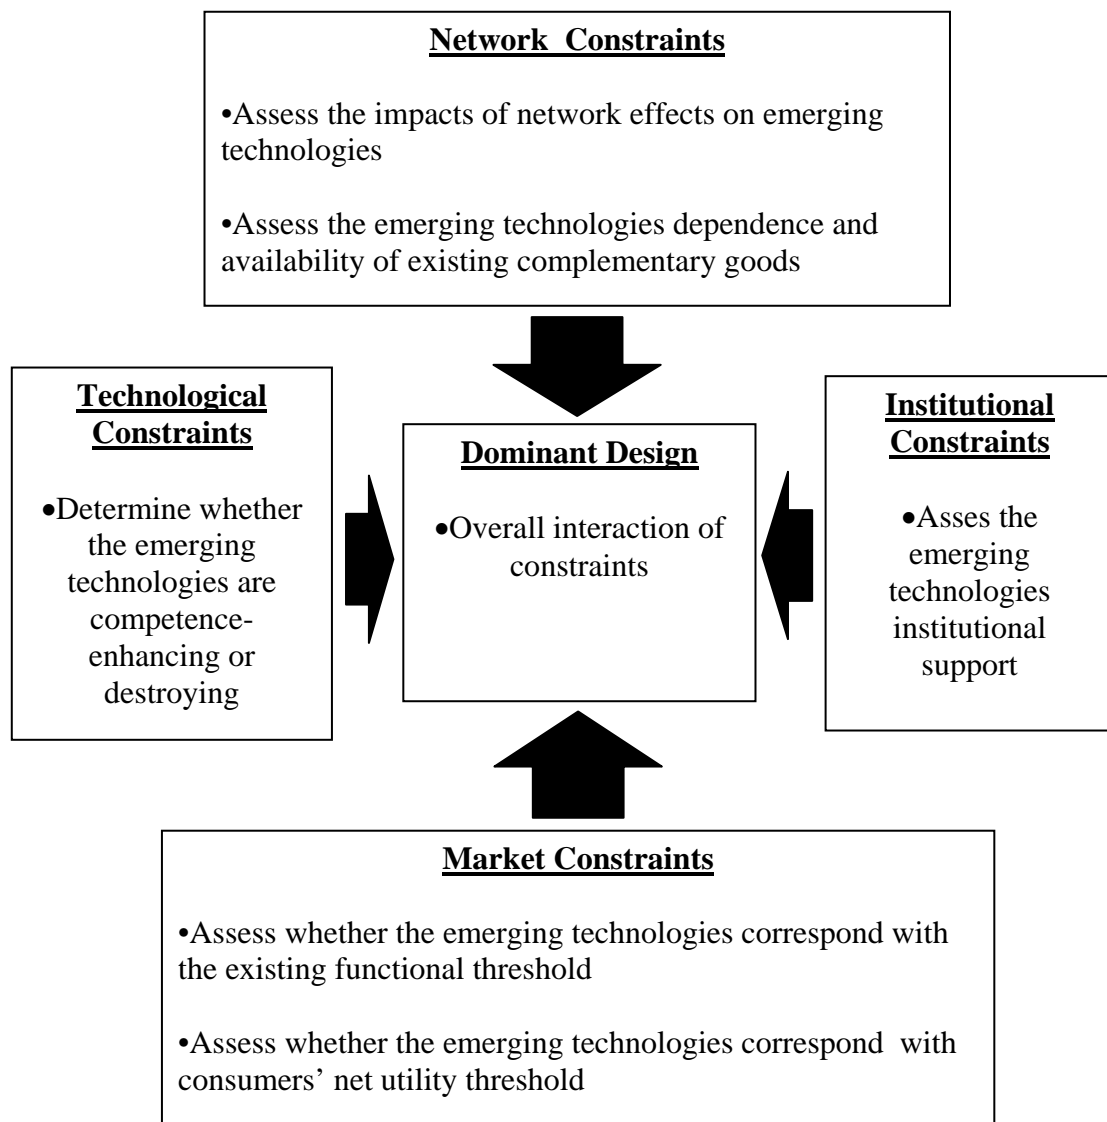 Network  Constraints
•Assess the impacts of network effects on emerging
technologies
•Assess the emerging technologies dependence and
availability of existing complementary goods
Technological
Constraints
•Determine whether
the emerging
technologies are
competence-
enhancing or
destroying
Dominant Design
•Overall interaction of
constraints
Institutional
Constraints
•Asses the
emerging
technologies
institutional
support
Market Constraints
•Assess whether the emerging technologies correspond with
the existing functional threshold
•Assess whether the emerging technologies correspond  with
consumers’ net utility threshold